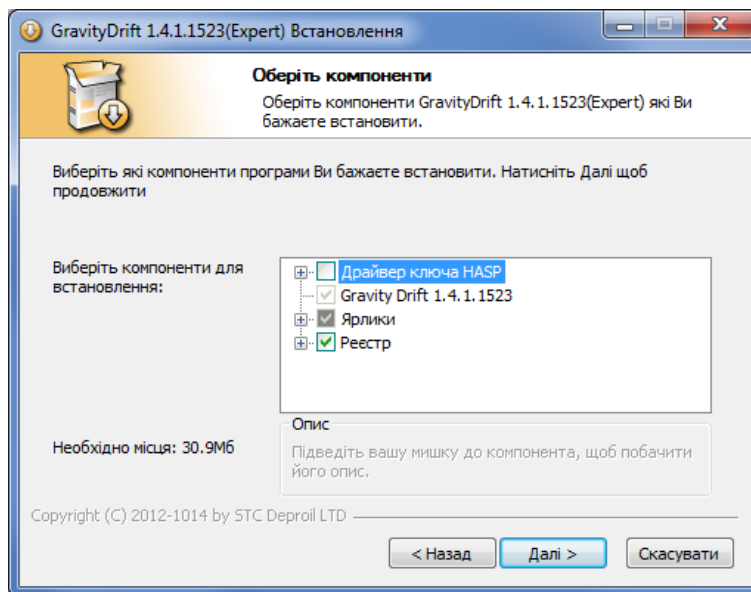 GravityDrift 1.4.1.1523(Expert) Встановлення
Оберіть компоненти
Оберіть компоненти GravityDrift 1.4.1.1523(Expert) які Ви
бажаєте встановити.
Виберіть які компоненти програми Ви бажаєте встановити. Натисніть Далі щоб
продовжити
Виберіть компоненти для
встановлення:
Драйвер ключа HASP
Gravity Drift 1.4.1.1523
Ярлики
Реєстр
Необхідно місця: 30.9Мб
Опис
Підведіть вашу мишку до компонента, щоб побачити
його опис.
Copyright (C) 2012-1014 by STC Deproil LTD
< Назад
Далі >
Скасувати